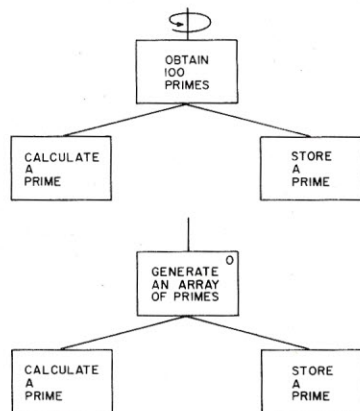 OBTAIN
100
PRIMES
CALCULATE
A
PRIME
STORE
A
PRIME
O
GENERATE
AN ARRAY
OF PRIMES
CALCULATE
A
PRIME
STORE
A
PRIME